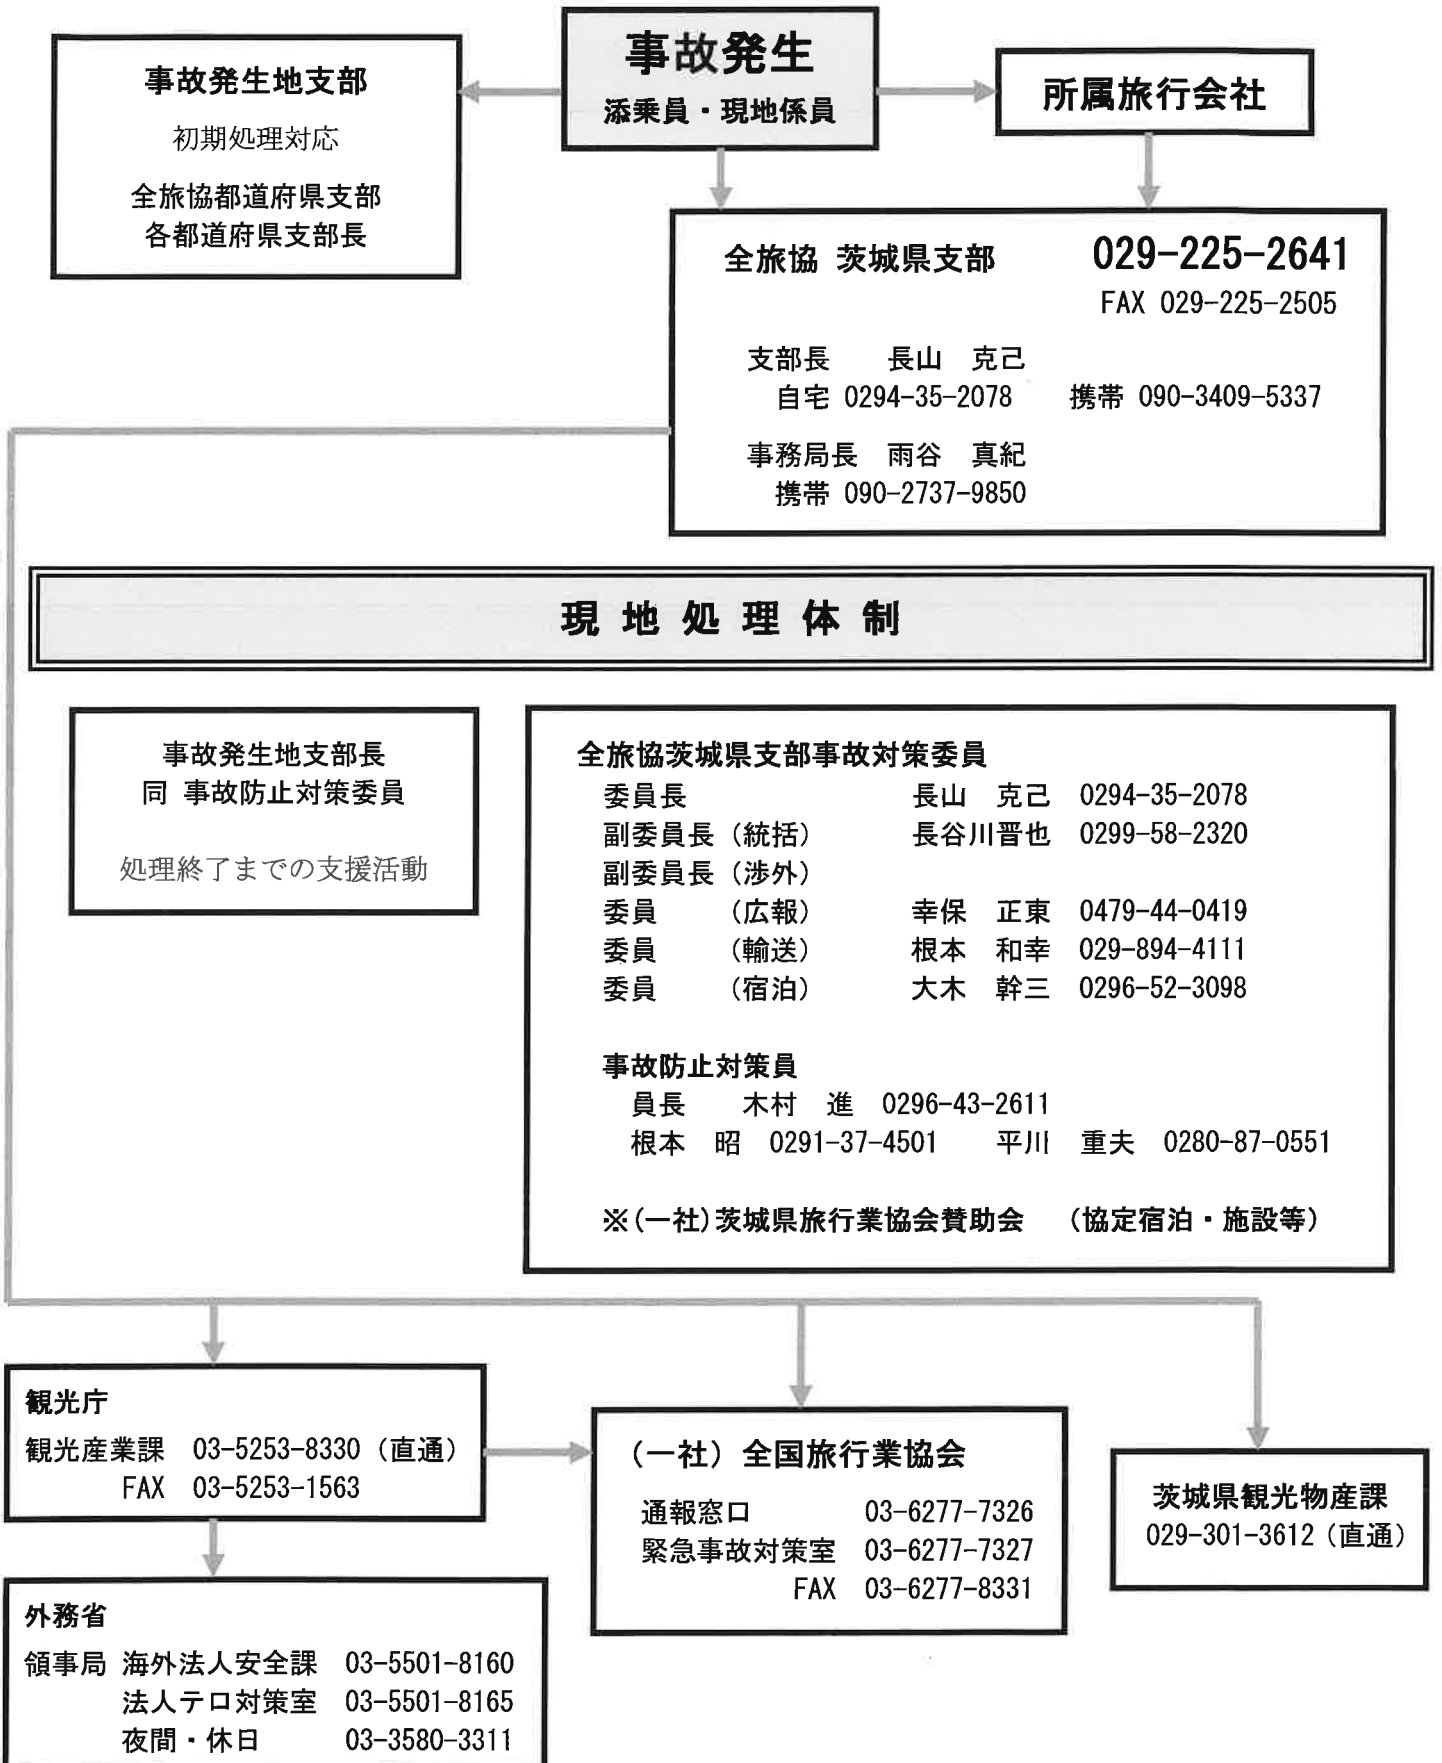 事故発生
添乗員・現地係員
事故発生地支部
初期処理対応
全旅協都道府県支部
各都道府県支部長
所属旅行会社
全旅協 茨城県支部 029-225-2641
FAX 029-225-2505
支部長 長山 克己
自宅 0294-35-2078 携帯 090-3409-5337
事務局長 雨谷 真紀
携帯 090-2737-9850
現地処理体制
事故発生地支部長
同 事故防止対策委員
処理終了までの支援活動
全旅協茨城県支部事故対策委員
委員長 長山 克己 0294-35-2078
副委員長（統括） 長谷川晋也 0299-58-2320
副委員長（渉外）
委員 （広報） 幸保 正東 0479-44-0419
委員 （輸送） 根本 和幸 029-894-4111
委員 （宿泊） 大木 幹三 0296-52-3098
事故防止対策員
員長 木村 進 0296-43-2611
根本 昭 0291-37-4501 平川 重夫 0280-87-0551
※(一社)茨城県旅行業協会賛助会 （協定宿泊・施設等）
観光庁
観光産業課 03-5253-8330（直通）
FAX 03-5253-1563
（一社）全国旅行業協会
通報窓口 03-6277-7326
緊急事故対策室 03-6277-7327
FAX 03-6277-8331
茨城県観光物産課
029-301-3612（直通）
外務省
領事局 海外法人安全課 03-5501-8160
法人テロ対策室 03-5501-8165
夜間・休日 03-3580-3311